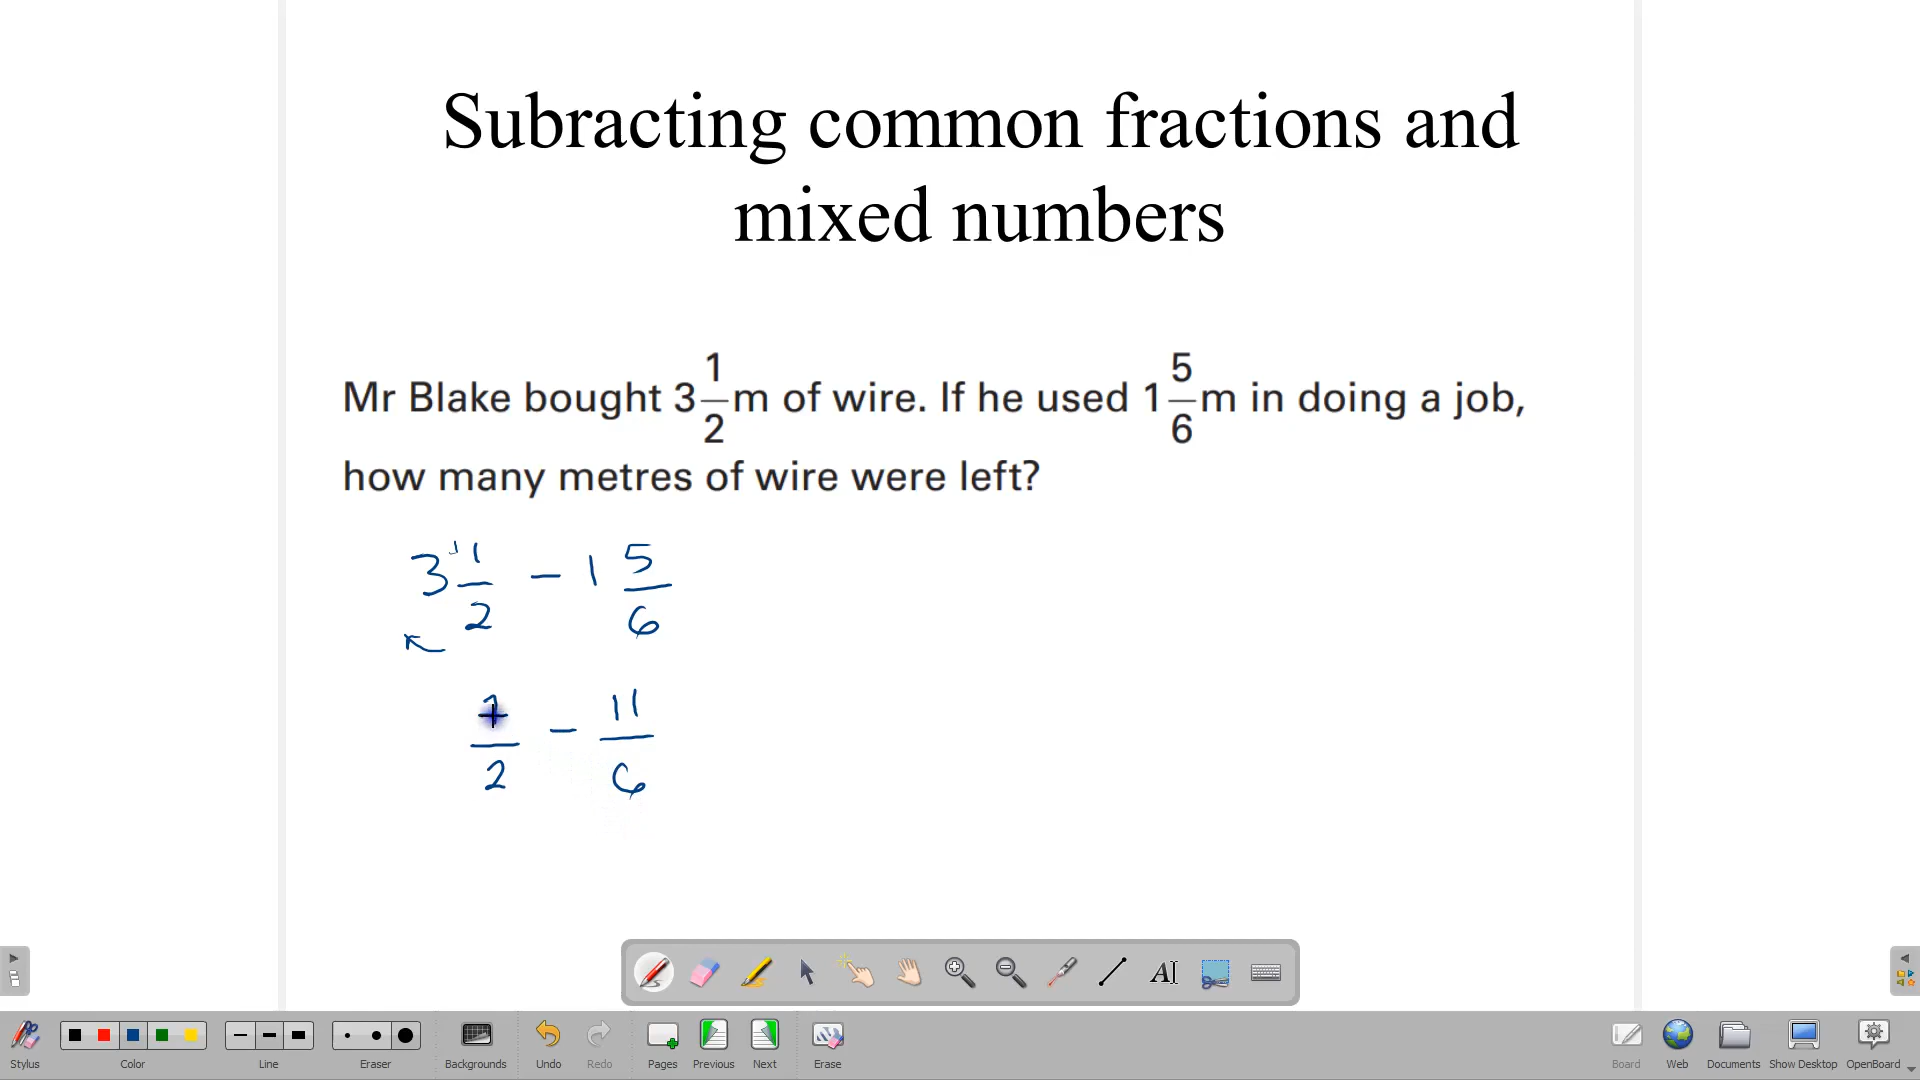 Subracting common fractions and
mixed numbers
Mr Blake bought 3 1/2 m of wire. If he used 1 5/6 m in doing a job,
how many metres of wire were left?
3 1/2 - 1 5/6
7/2 - 11/6
AI
Stylus Color Line Eraser Backgrounds Undo Redo Pages Previous Next Erase Board Web Documents Show Desktop OpenBoard